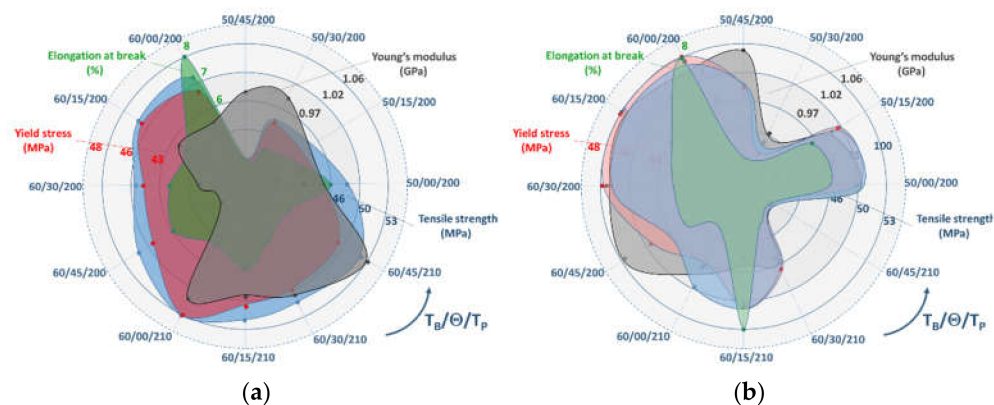 50/45/200
60/00/200
50/30/200
Elongation at break
(%)
8
7
6
Young's modulus
(GPa)
1.06
1.02
0.97
60/15/200
50/15/200
Yield stress
(MPa)
48
46
43
60/30/200
50/00/200
46
50
53
Tensile strength
(MPa)
60/45/200
60/45/210
60/00/210
60/30/210
60/15/210
TB/Θ/TP
(a)
50/45/200
60/00/200
50/30/200
Elongation at break
(%)
8
Young's modulus
(GPa)
1.06
1.02
0.97
60/15/200
50/15/200
Yield stress
(MPa)
48
100
60/30/200
50/00/200
46
50
53
Tensile strength
(MPa)
60/45/200
60/45/210
60/00/210
60/30/210
60/15/210
TB/Θ/TP
(b)